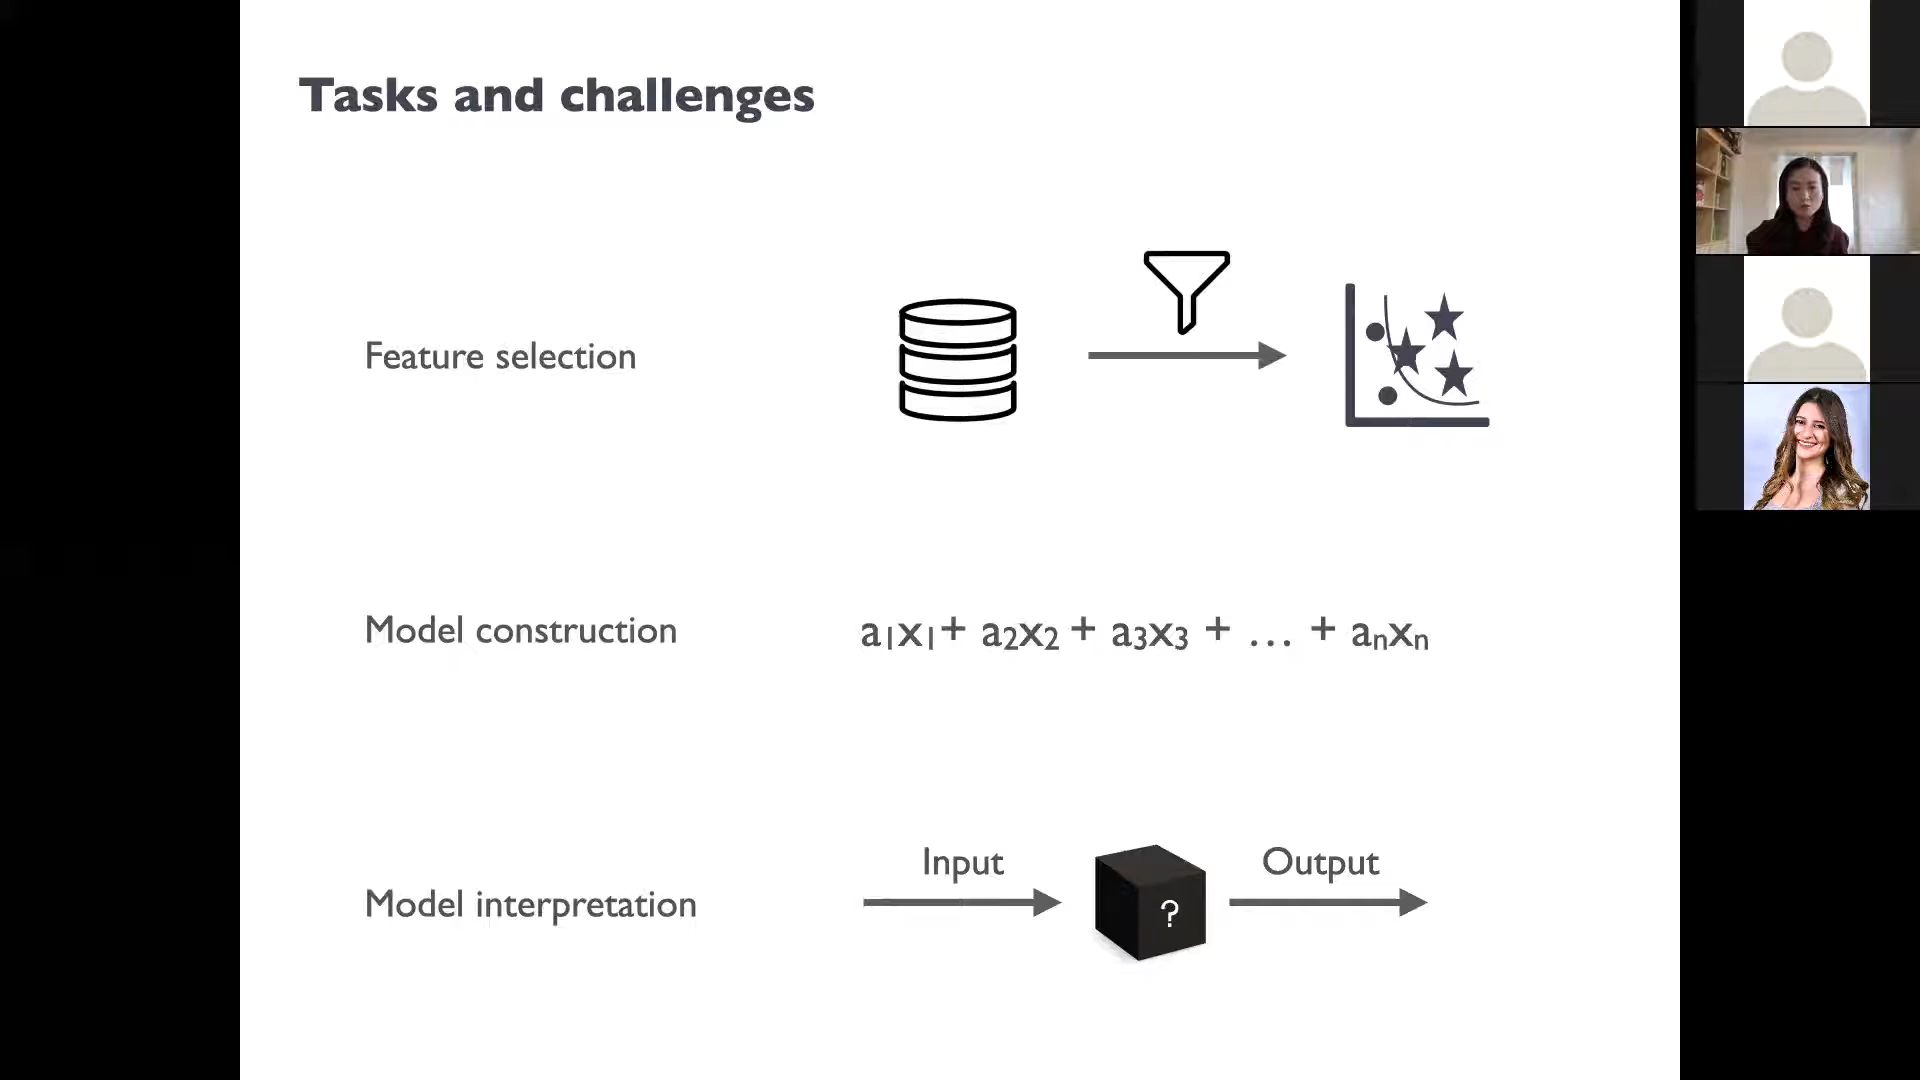 Tasks and challenges
Feature selection
Model construction
a₁x₁+ a₂x₂ + a₃x₃ + … + aₙxₙ
Input
Output
Model interpretation
?